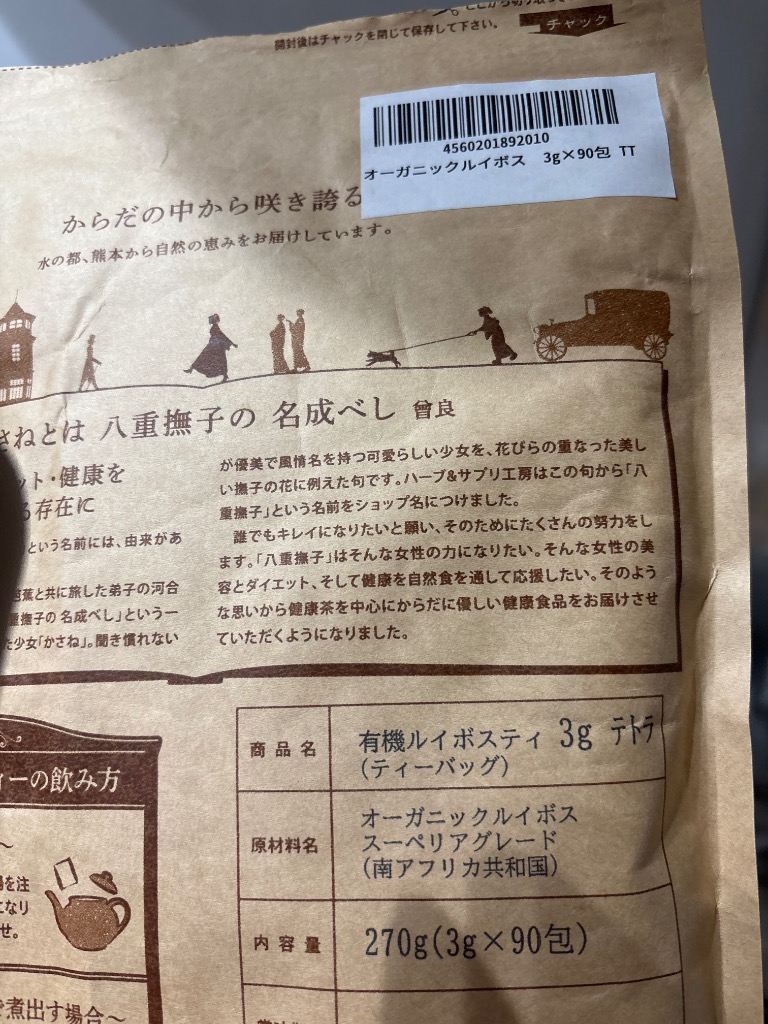 ここから切り取って
開封後はチャックを閉じて保存して下さい。
チャック
4560201892010
オーガニックルイボス 3g×90包 TT
からだの中から咲き誇る
水の都、熊本から自然の恵みをお届けしています。
さねとは 八重撫子の 名成べし 曾良
ット・健康を
る存在に
という名前には、由来があ
芭蕉と共に旅した弟子の河合
重撫子の 名成べし」という一
た少女「かさね」。聞き慣れない
が優美で風情名を持つ可愛らしい少女を、花びらの重なった美し
い撫子の花に例えた句です。ハーブ&サプリ工房はこの句から「八
重撫子」という名前をショップ名につけました。
誰でもキレイになりたいと願い、そのためにたくさんの努力をし
ます。「八重撫子」はそんな女性の力になりたい。そんな女性の美
容とダイエット、そして健康を自然食を通して応援したい。そのよう
な思いから健康茶を中心にからだに優しい健康食品をお届けさせ
ていただくようになりました。
ィーの飲み方
〜
湯を注
になり
せ。
で煮出す場合〜
商品名
有機ルイボスティ 3g テトラ
(ティーバッグ)
原材料名
オーガニックルイボス
スーペリアグレード
(南アフリカ共和国)
内容量
270g(3g×90包)